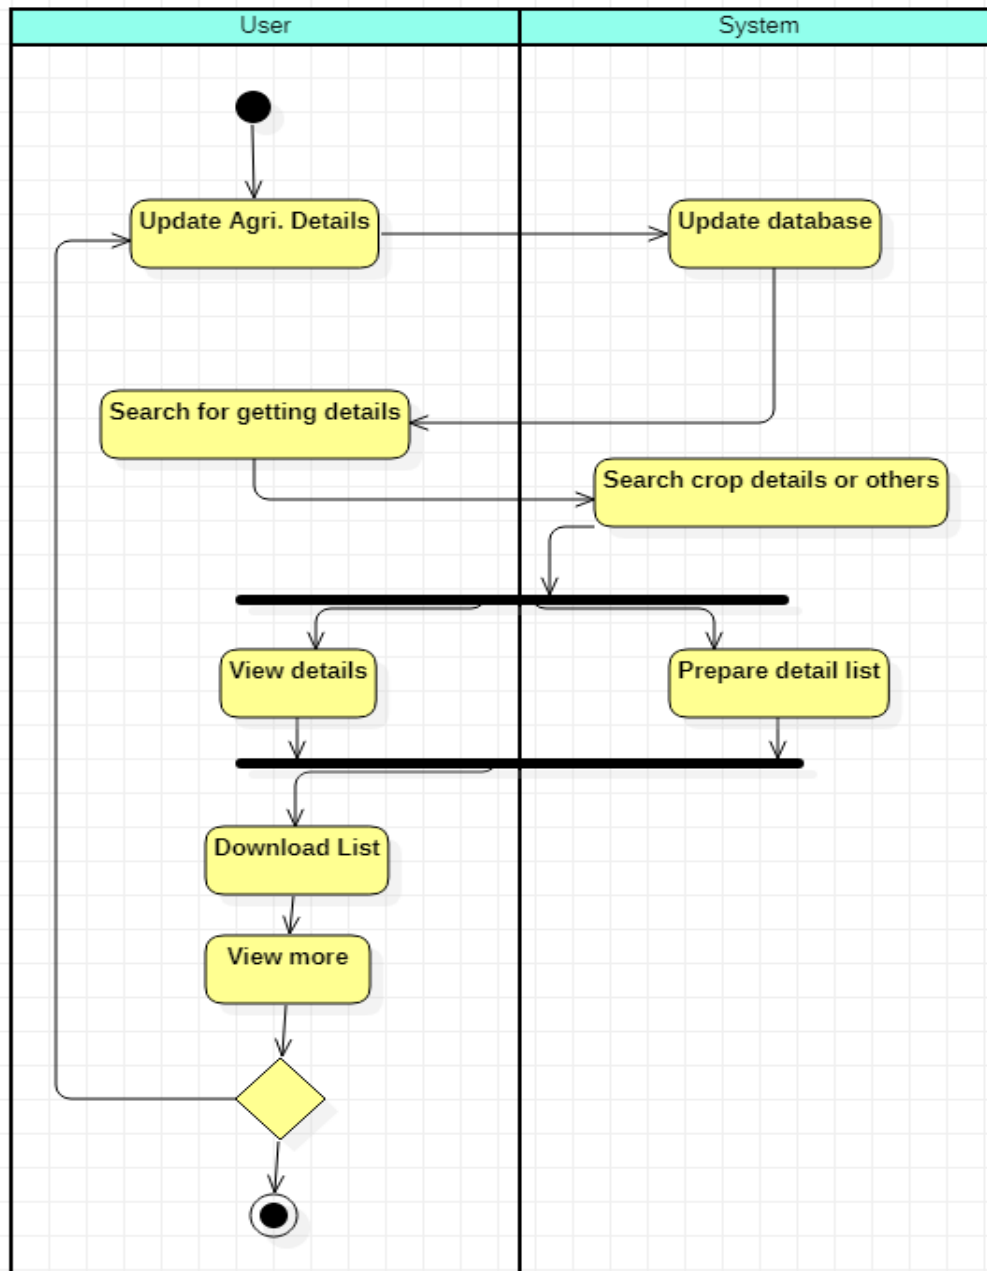 User
System
Update Agri. Details
Update database
Search for getting details
Search crop details or others
View details
Prepare detail list
Download List
View more